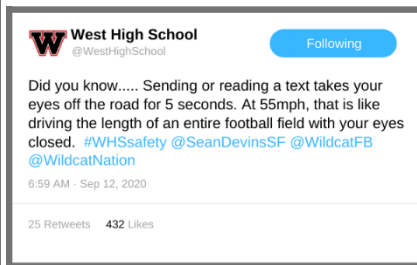 W West High School
@WestHighSchool
Following
Did you know..... Sending or reading a text takes your
eyes off the road for 5 seconds. At 55mph, that is like
driving the length of an entire football field with your eyes
closed. #WHSsafety @SeanDevinsSF @WildcatFB
@WildcatNation
6:59 AM · Sep 12, 2020
25 Retweets 432 Likes